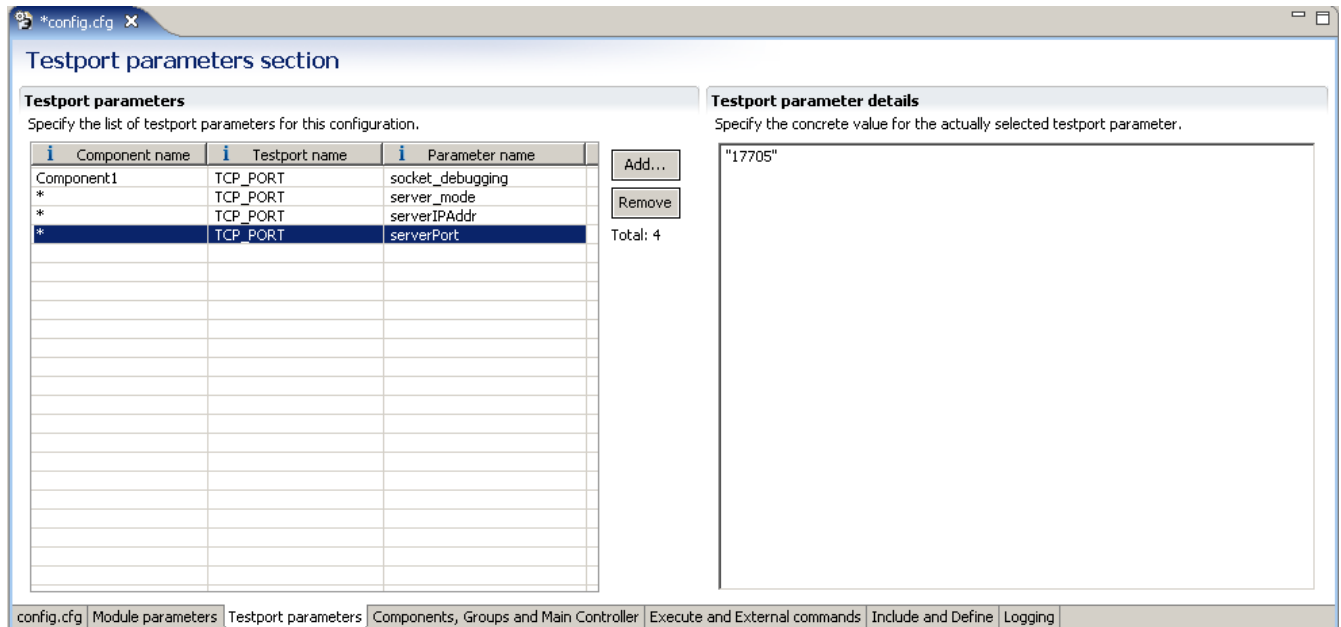 *config.cfg
Testport parameters section
Testport parameters
Specify the list of testport parameters for this configuration.
Component name Testport name Parameter name
Component1 TCP_PORT socket_debugging
* TCP_PORT server_mode
* TCP_PORT serverIPAddr
* TCP_PORT serverPort
Add...
Remove
Total: 4
Testport parameter details
Specify the concrete value for the actually selected testport parameter.
"17705"
config.cfg Module parameters Testport parameters Components, Groups and Main Controller Execute and External commands Include and Define Logging